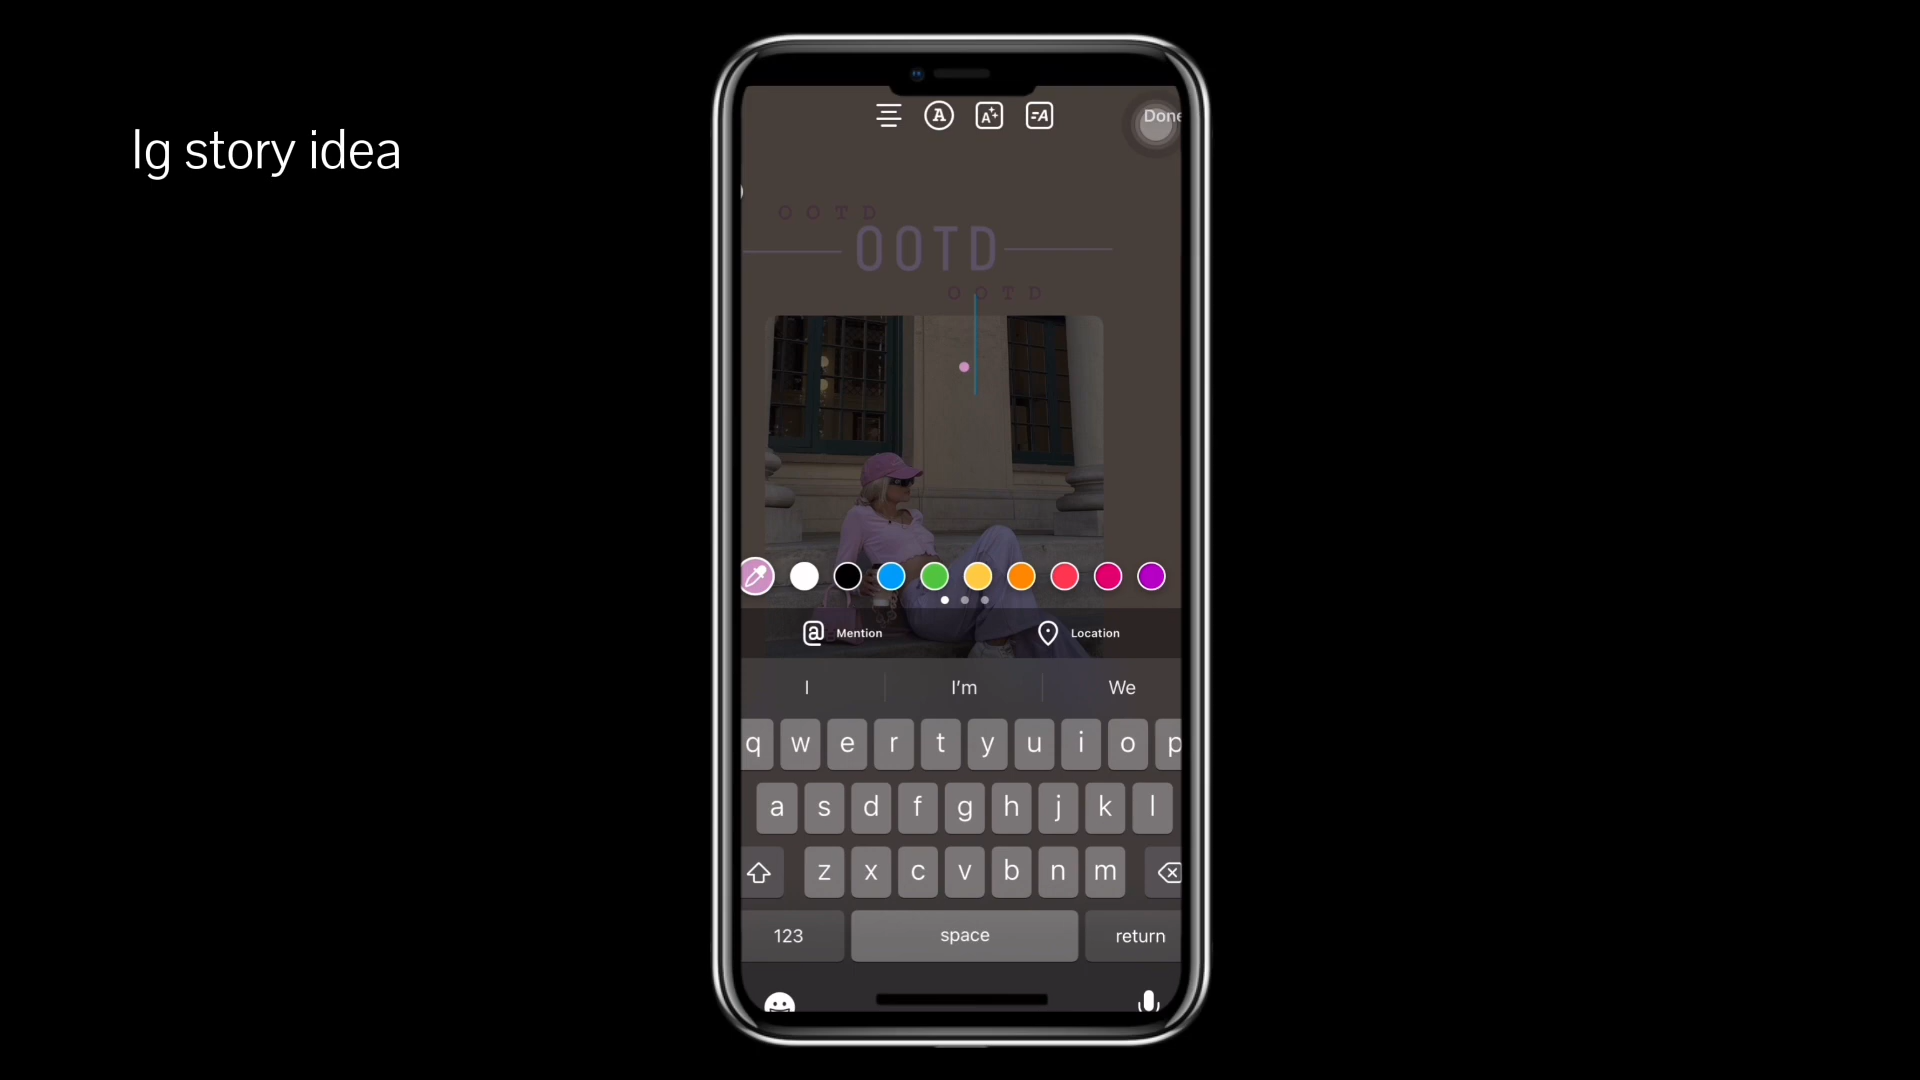 Ig story idea
Done
O O T D
OOTD
O O T D
Mention
Location
I
I'm
We
q w e r t y u i o p
a s d f g h j k l
z x c v b n m
123
space
return